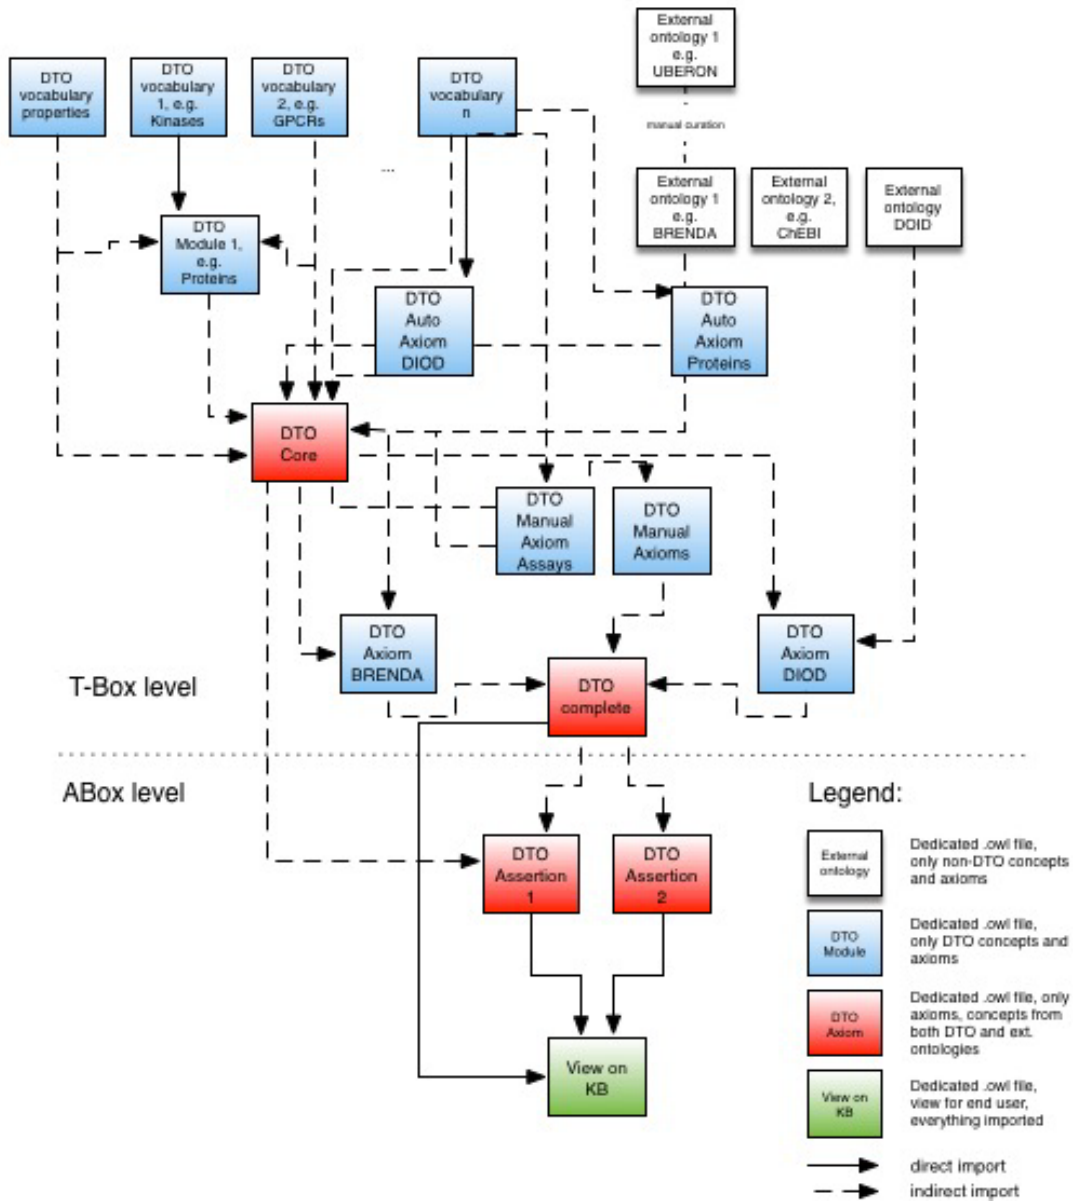 External
ontology 1
e.g.
UBERON
DTO
vocabulary
properties
DTO
vocabulary
1, e.g.
Kinases
DTO
vocabulary
2, e.g.
GPCRs
DTO
vocabulary
n
manual curation
...
External
ontology 1
e.g.
BRENDA
External
ontology 2,
e.g.
ChEBI
External
ontology
DOID
DTO
Module 1,
e.g.
Proteins
DTO
Auto
Axiom
DIOD
DTO
Auto
Axiom
Proteins
DTO
Core
DTO
Manual
Axiom
Assays
DTO
Manual
Axioms
DTO
Axiom
BRENDA
DTO
Axiom
DIOD
DTO
complete
T-Box level
ABox level
DTO
Assertion
1
DTO
Assertion
2
View on
KB
Legend:
External
ontology
Dedicated .owl file,
only non-DTO concepts
and axioms
DTO
Module
Dedicated .owl file,
only DTO concepts and
axioms
DTO
Axiom
Dedicated .owl file, only
axioms, concepts from
both DTO and ext.
ontologies
View on
KB
Dedicated .owl file,
view for end user,
everything imported
direct import
indirect import